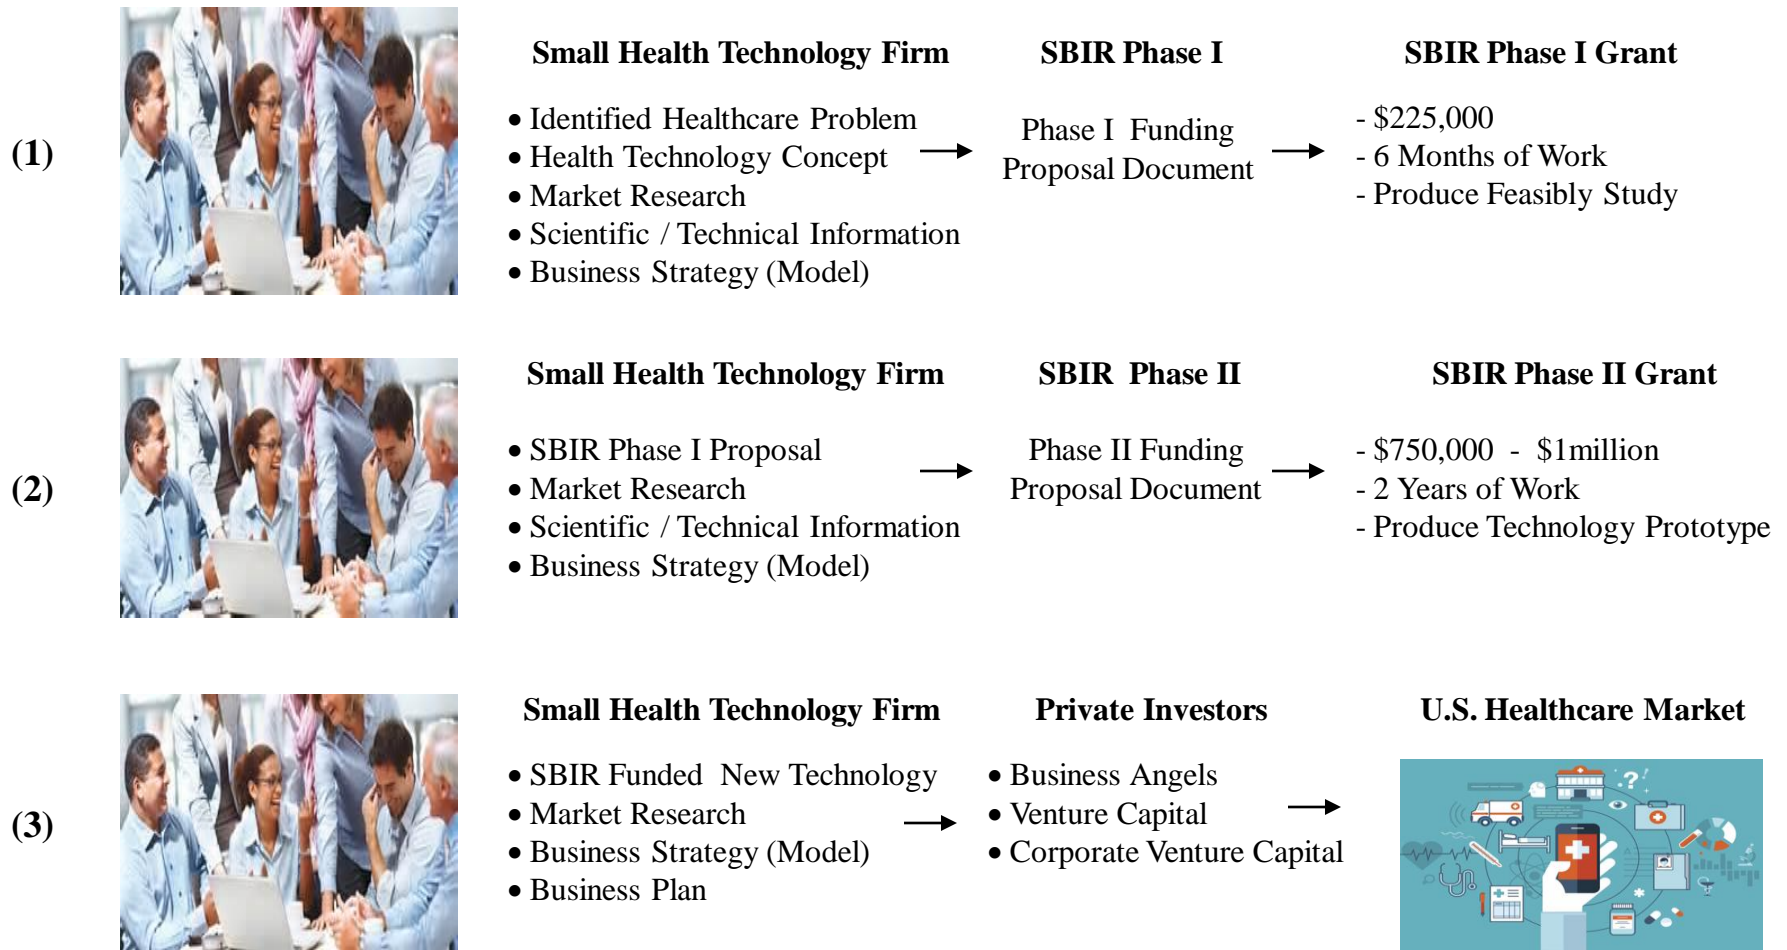 (1)
Small Health Technology Firm
• Identified Healthcare Problem
• Health Technology Concept
• Market Research
• Scientific / Technical Information
• Business Strategy (Model)
SBIR Phase I
Phase I Funding
Proposal Document
SBIR Phase I Grant
- $225,000
- 6 Months of Work
- Produce Feasibly Study
(2)
Small Health Technology Firm
• SBIR Phase I Proposal
• Market Research
• Scientific / Technical Information
• Business Strategy (Model)
SBIR Phase II
Phase II Funding
Proposal Document
SBIR Phase II Grant
- $750,000 - $1million
- 2 Years of Work
- Produce Technology Prototype
(3)
Small Health Technology Firm
• SBIR Funded New Technology
• Market Research
• Business Strategy (Model)
• Business Plan
Private Investors
• Business Angels
• Venture Capital
• Corporate Venture Capital
U.S. Healthcare Market